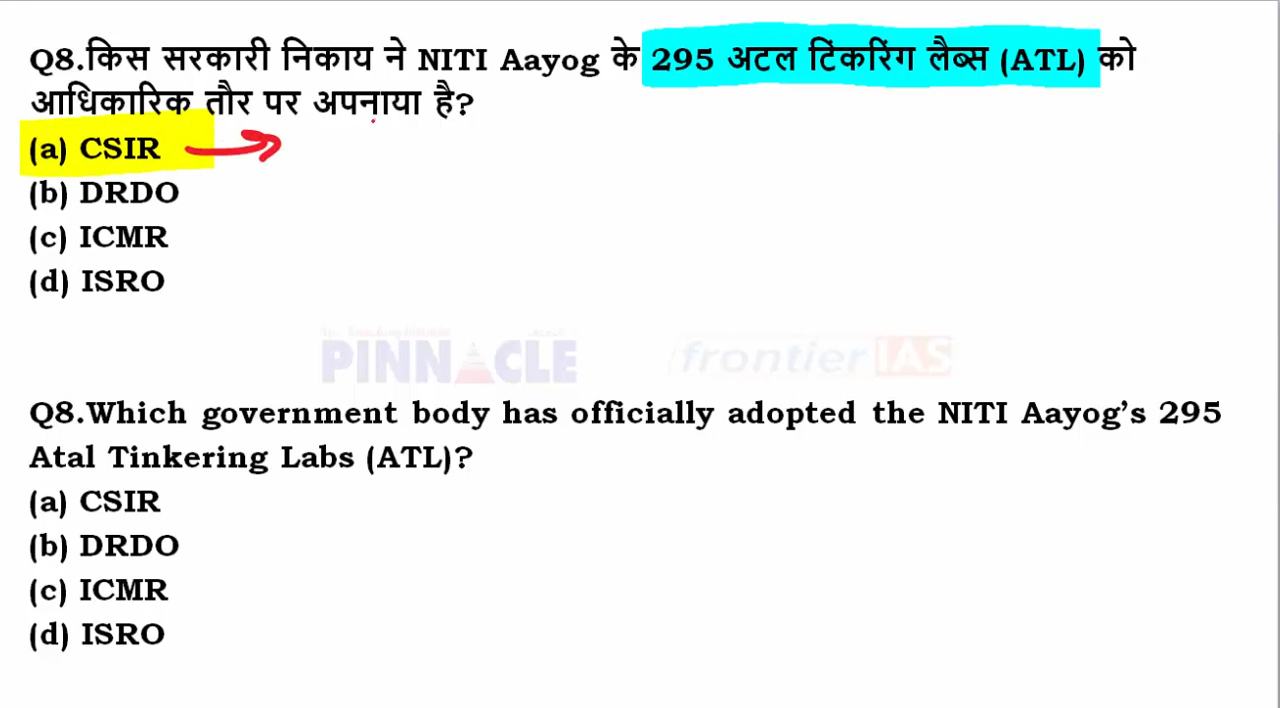 Q8.किस सरकारी निकाय ने NITI Aayog के 295 अटल टिंकरिंग लैब्स (ATL) को
आधिकारिक तौर पर अपनाया है?
(a) CSIR
(b) DRDO
(c) ICMR
(d) ISRO
PINNACLE frontier IAS
Q8.Which government body has officially adopted the NITI Aayog’s 295
Atal Tinkering Labs (ATL)?
(a) CSIR
(b) DRDO
(c) ICMR
(d) ISRO